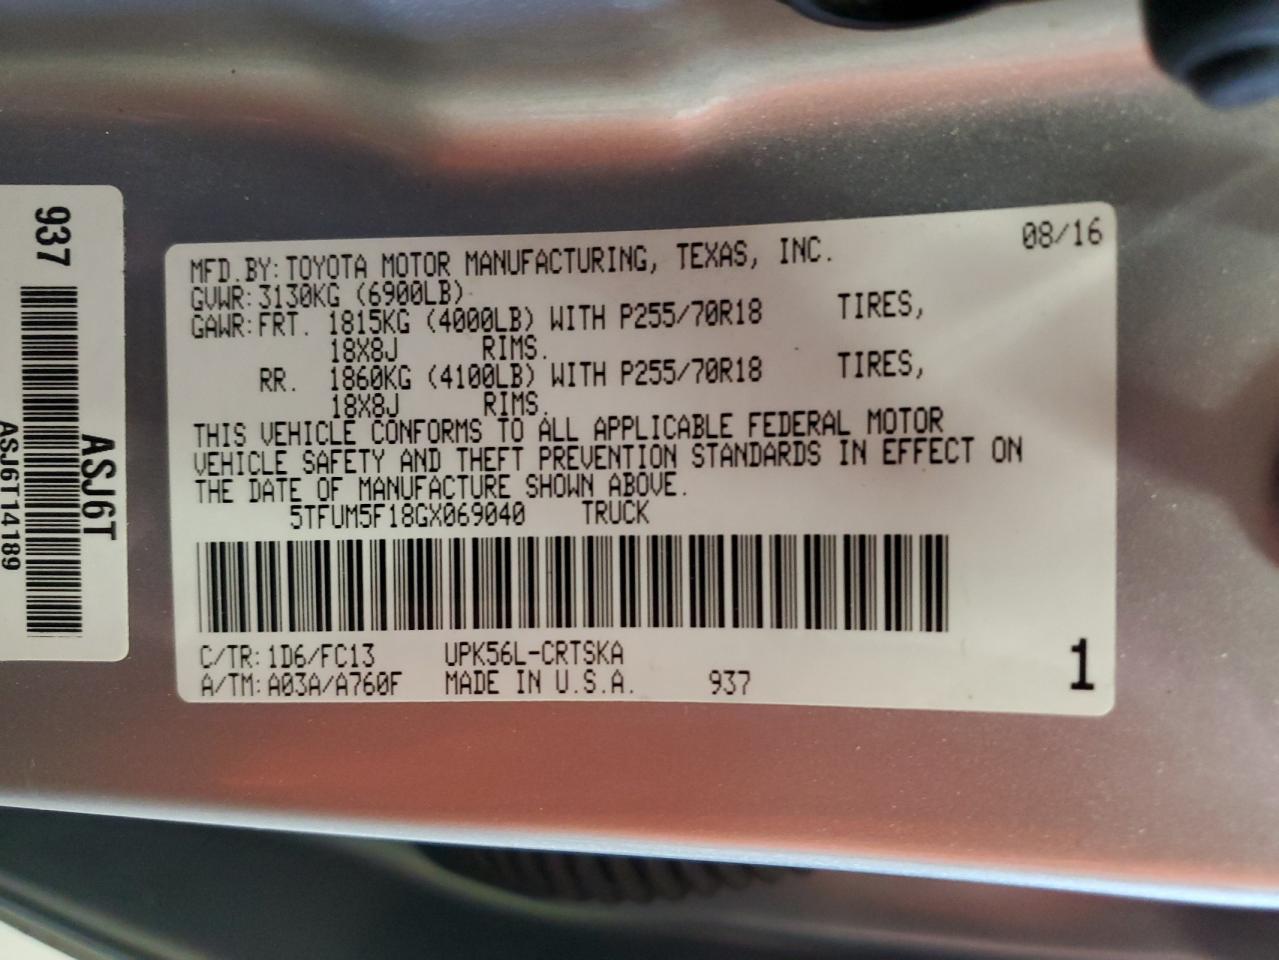 937
ASJ6T
ASJ6T14189
08/16
MFD.BY:TOYOTA MOTOR MANUFACTURING, TEXAS, INC.
GVWR:3130KG (6900LB)
GAWR:FRT. 1815KG (4000LB) WITH P255/70R18 TIRES,
18X8J RIMS.
RR. 1860KG (4100LB) WITH P255/70R18 TIRES,
18X8J RIMS.
THIS VEHICLE CONFORMS TO ALL APPLICABLE FEDERAL MOTOR
VEHICLE SAFETY AND THEFT PREVENTION STANDARDS IN EFFECT ON
THE DATE OF MANUFACTURE SHOWN ABOVE.
5TFUM5F18GX069040 TRUCK
C/TR:1D6/FC13 UPK56L-CRTSKA
A/TM:A03A/A760F MADE IN U.S.A. 937
1